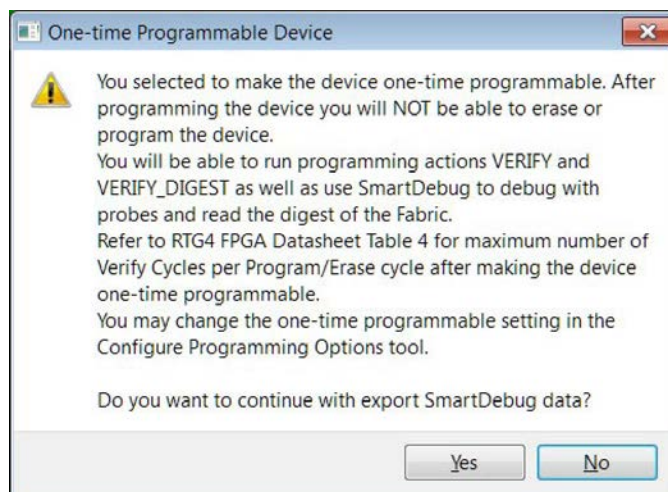 One-time Programmable Device
You selected to make the device one-time programmable. After
programming the device you will NOT be able to erase or
program the device.
You will be able to run programming actions VERIFY and
VERIFY_DIGEST as well as use SmartDebug to debug with
probes and read the digest of the Fabric.
Refer to RTG4 FPGA Datasheet Table 4 for maximum number of
Verify Cycles per Program/Erase cycle after making the device
one-time programmable.
You may change the one-time programmable setting in the
Configure Programming Options tool.
Do you want to continue with export SmartDebug data?
Yes No